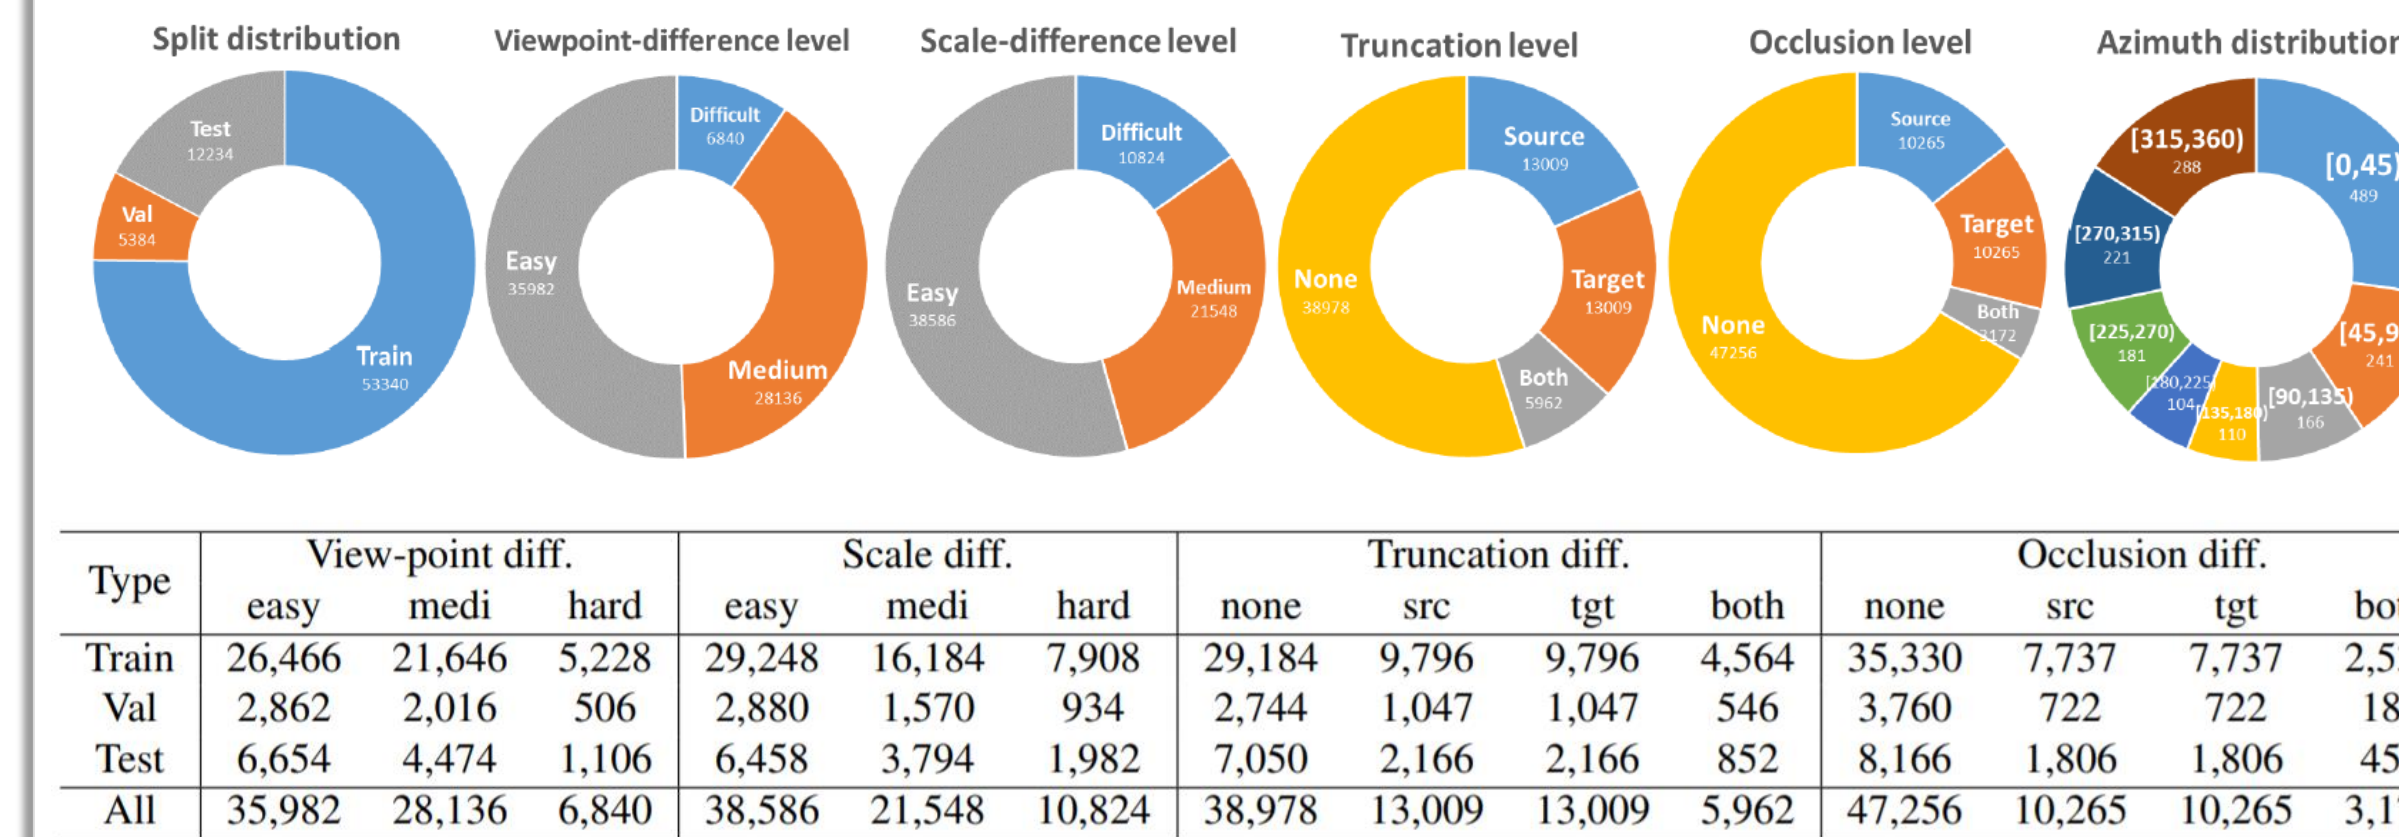 Split distribution
Viewpoint-difference level
Scale-difference level
Truncation level
Occlusion level
Azimuth distribution
Test
12234
Val
5384
Train
53340
Difficult
6840
Easy
35982
Medium
28136
Difficult
10824
Easy
38586
Medium
21548
Source
13009
None
38978
Target
13009
Both
5962
Source
10265
Target
10265
None
47256
Both
3172
[315,360)
288
[0,45)
489
[270,315)
221
[225,270)
181
[45,9
241
[180,225)
104
[135,180)
110
[90,135)
166
Type View-point diff. Scale diff. Truncation diff. Occlusion diff.
easy medi hard easy medi hard none src tgt both none src tgt
Train 26,466 21,646 5,228 29,248 16,184 7,908 29,184 9,796 9,796 4,564 35,330 7,737 7,737
Val 2,862 2,016 506 2,880 1,570 934 2,744 1,047 1,047 546 3,760 722 722 18
Test 6,654 4,474 1,106 6,458 3,794 1,982 7,050 2,166 2,166 852 8,166 1,806 1,806 45
All 35,982 28,136 6,840 38,586 21,548 10,824 38,978 13,009 13,009 5,962 47,256 10,265 10,265